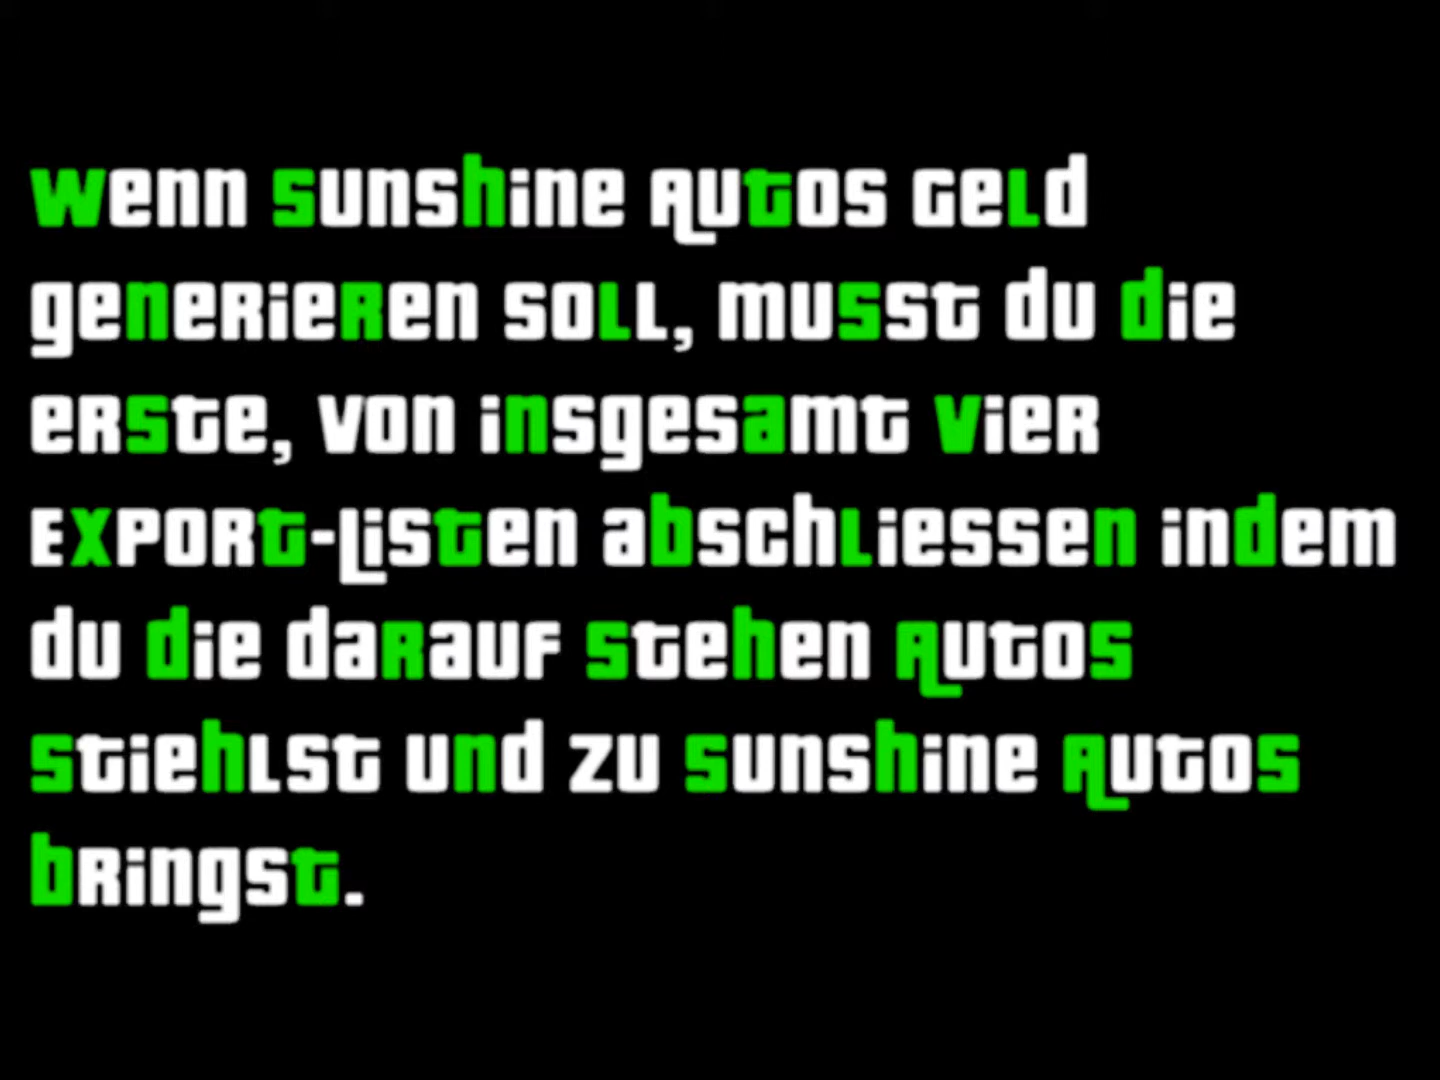 Wenn Sunshine Autos Geld
generieren soll, musst du die
erste, von insgesamt vier
Export-Listen abschliessen indem
du die darauf stehen Autos
stiehlst und zu Sunshine Autos
bringst.